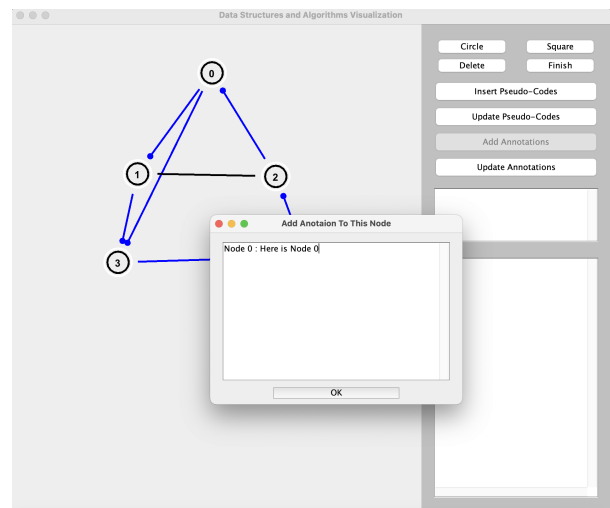 Data Structures and Algorithms Visualization
Circle Square
Delete Finish
Insert Pseudo-Codes
Update Pseudo-Codes
Add Annotations
Update Annotations
0
1
2
3
Add Anotaion To This Node
Node 0 : Here is Node 0
OK